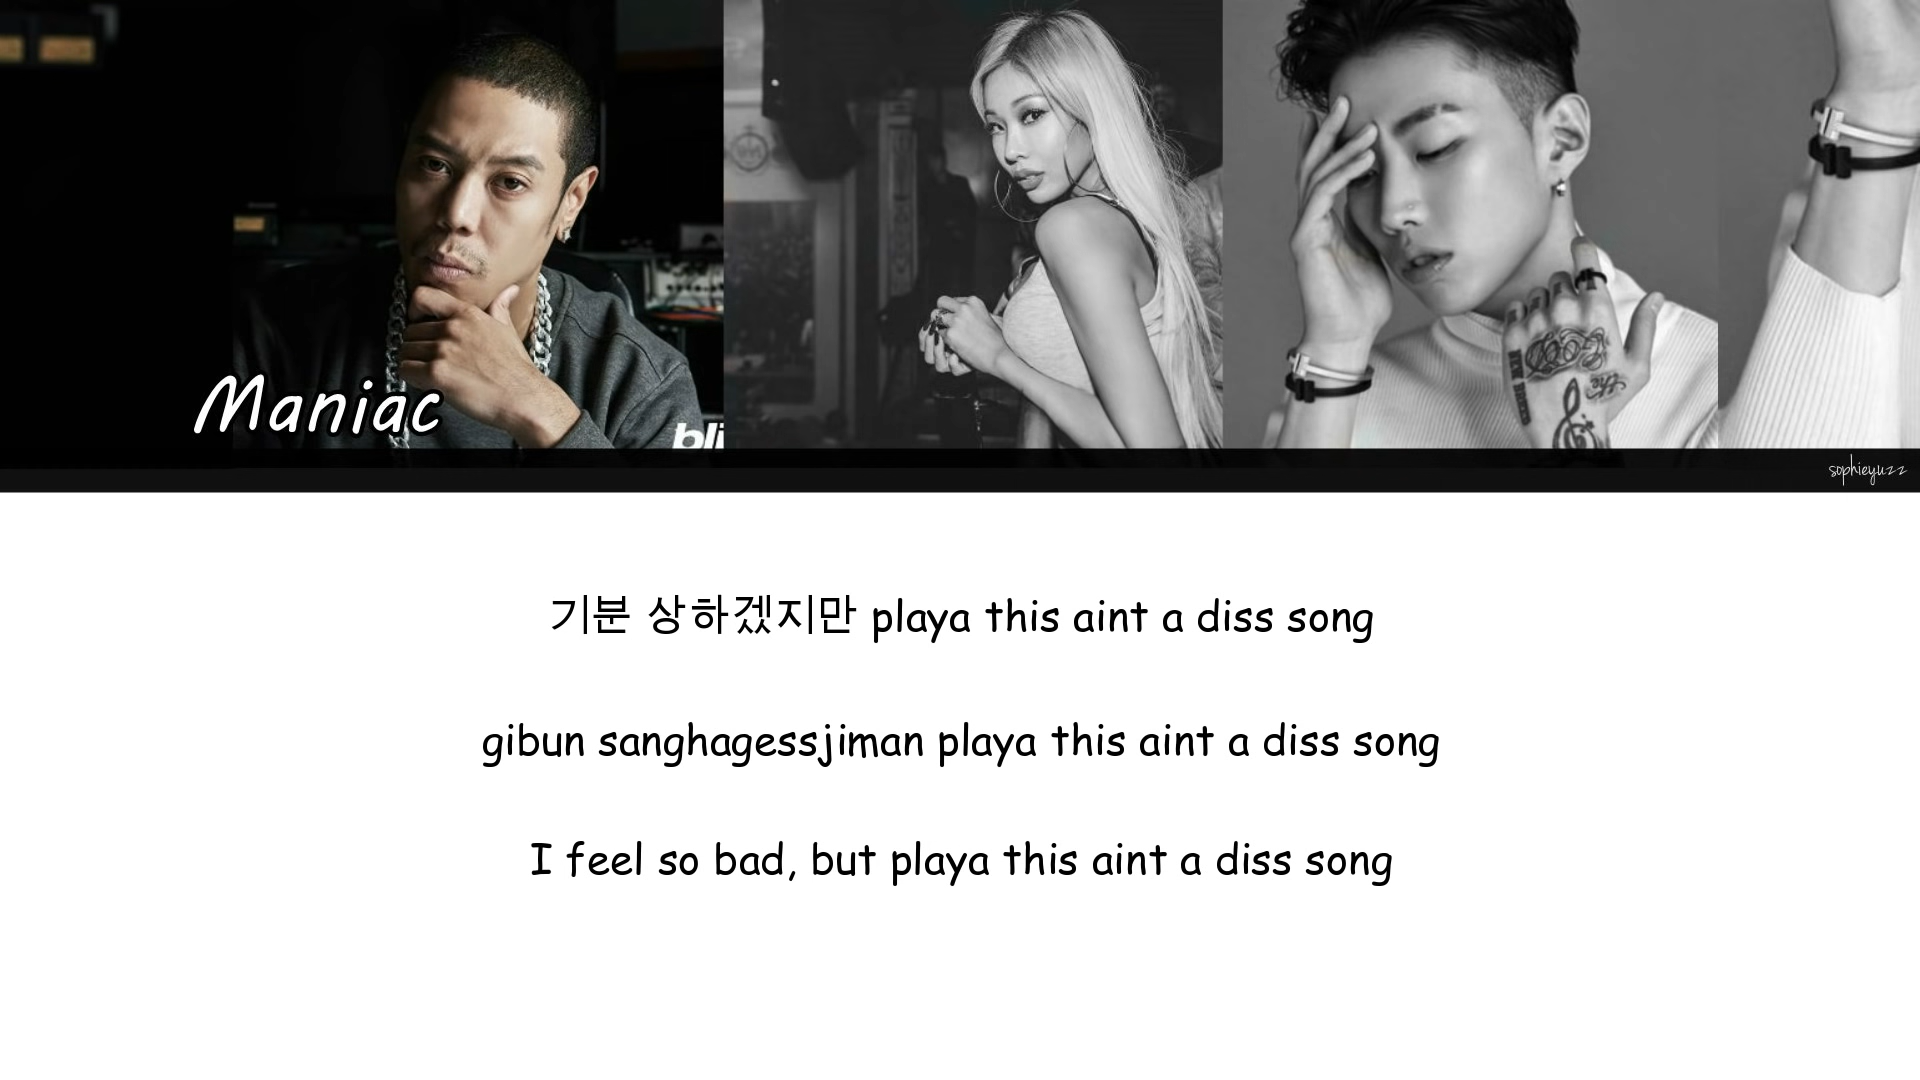 Maniac
bli
sophieyuzz
기분 상하겠지만 playa this aint a diss song
gibun sanghagessjiman playa this aint a diss song
I feel so bad, but playa this aint a diss song